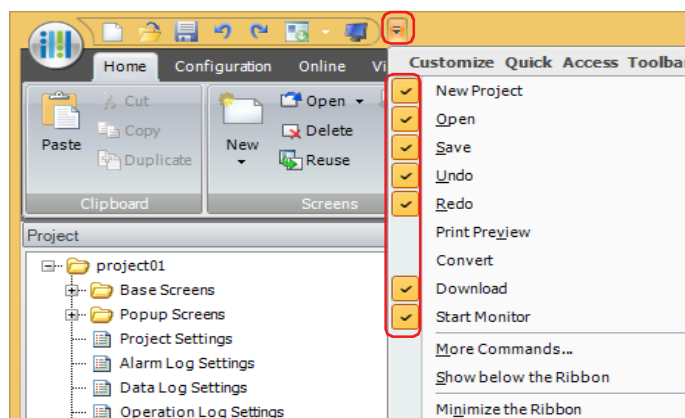 Home Configuration Online
Cut
Copy
Duplicate
Paste
Clipboard
New
Open
Delete
Reuse
Screens
Project
project01
Base Screens
Popup Screens
Project Settings
Alarm Log Settings
Data Log Settings
Operation Log Settings
Customize Quick Access
New Project
Open
Save
Undo
Redo
Print Preview
Convert
Download
Start Monitor
More Commands...
Show below the Ribbon
Minimize the Ribbon